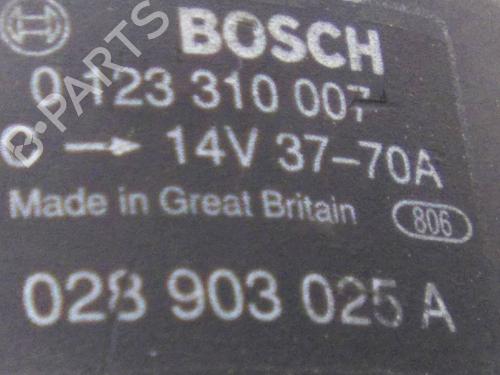 BOSCH
0 123 310 007
14V 37-70A
Made in Great Britain 806
028 903 025 A
B-PARTS